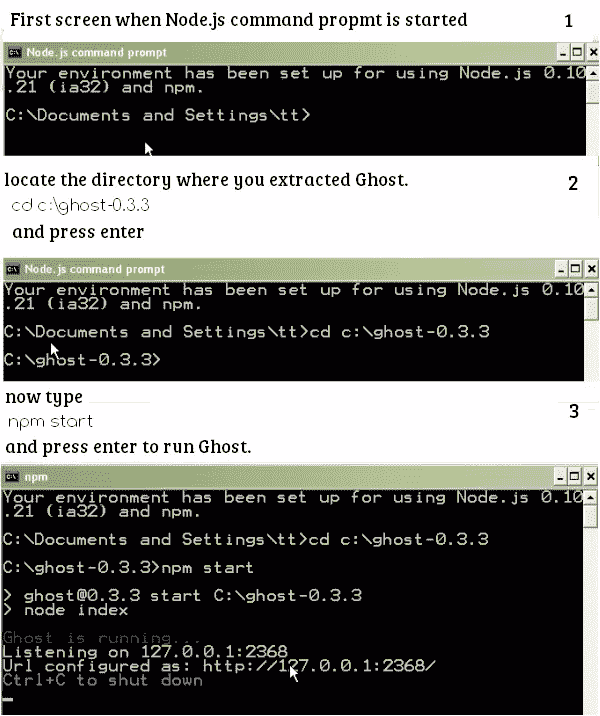 First screen when Node.js command propmt is started 1
Node.js command prompt
Your environment has been set up for using Node.js 0.10
.21 (ia32) and npm.
C:\Documents and Settings\tt>
locate the directory where you extracted Ghost. 2
cd c:\ghost-0.3.3
and press enter
Node.js command prompt
Your environment has been set up for using Node.js 0.10
.21 (ia32) and npm.
C:\Documents and Settings\tt>cd c:\ghost-0.3.3
C:\ghost-0.3.3>
now type
npm start 3
and press enter to run Ghost.
npm
Your environment has been set up for using Node.js 0.10
.21 (ia32) and npm.
C:\Documents and Settings\tt>cd c:\ghost-0.3.3
C:\ghost-0.3.3>npm start
> ghost@0.3.3 start C:\ghost-0.3.3
> node index
Ghost is running...
Listening on 127.0.0.1:2368
Url configured as: http://127.0.0.1:2368/
Ctrl+C to shut down